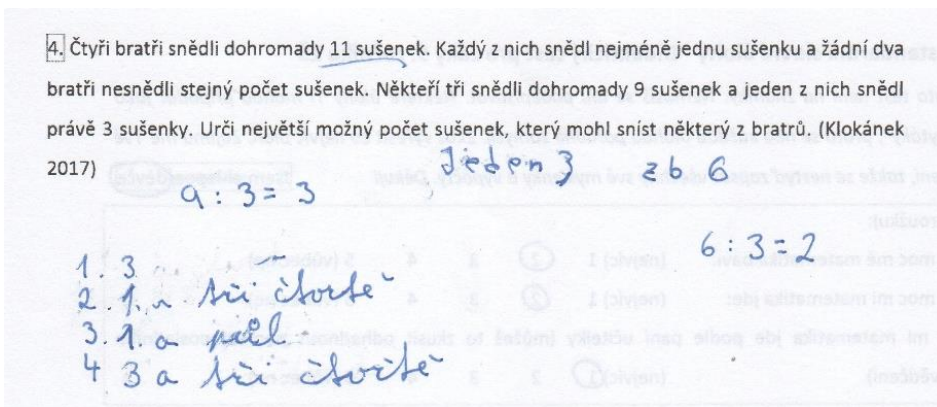 4. Čtyři bratři snědli dohromady 11 sušenek. Každý z nich snědl nejméně jednu sušenku a žádní dva
bratři nesnědli stejný počet sušenek. Někteří tři snědli dohromady 9 sušenek a jeden z nich snědl
právě 3 sušenky. Urči největší možný počet sušenek, který mohl sníst některý z bratrů. (Klokánek
2017)
Jeden 3 zb 6
9 : 3 = 3
6 : 3 = 2
1 3
2. 1 a tři čtvrtě
3. 1 a půl
4 3 a tři čtvrtě